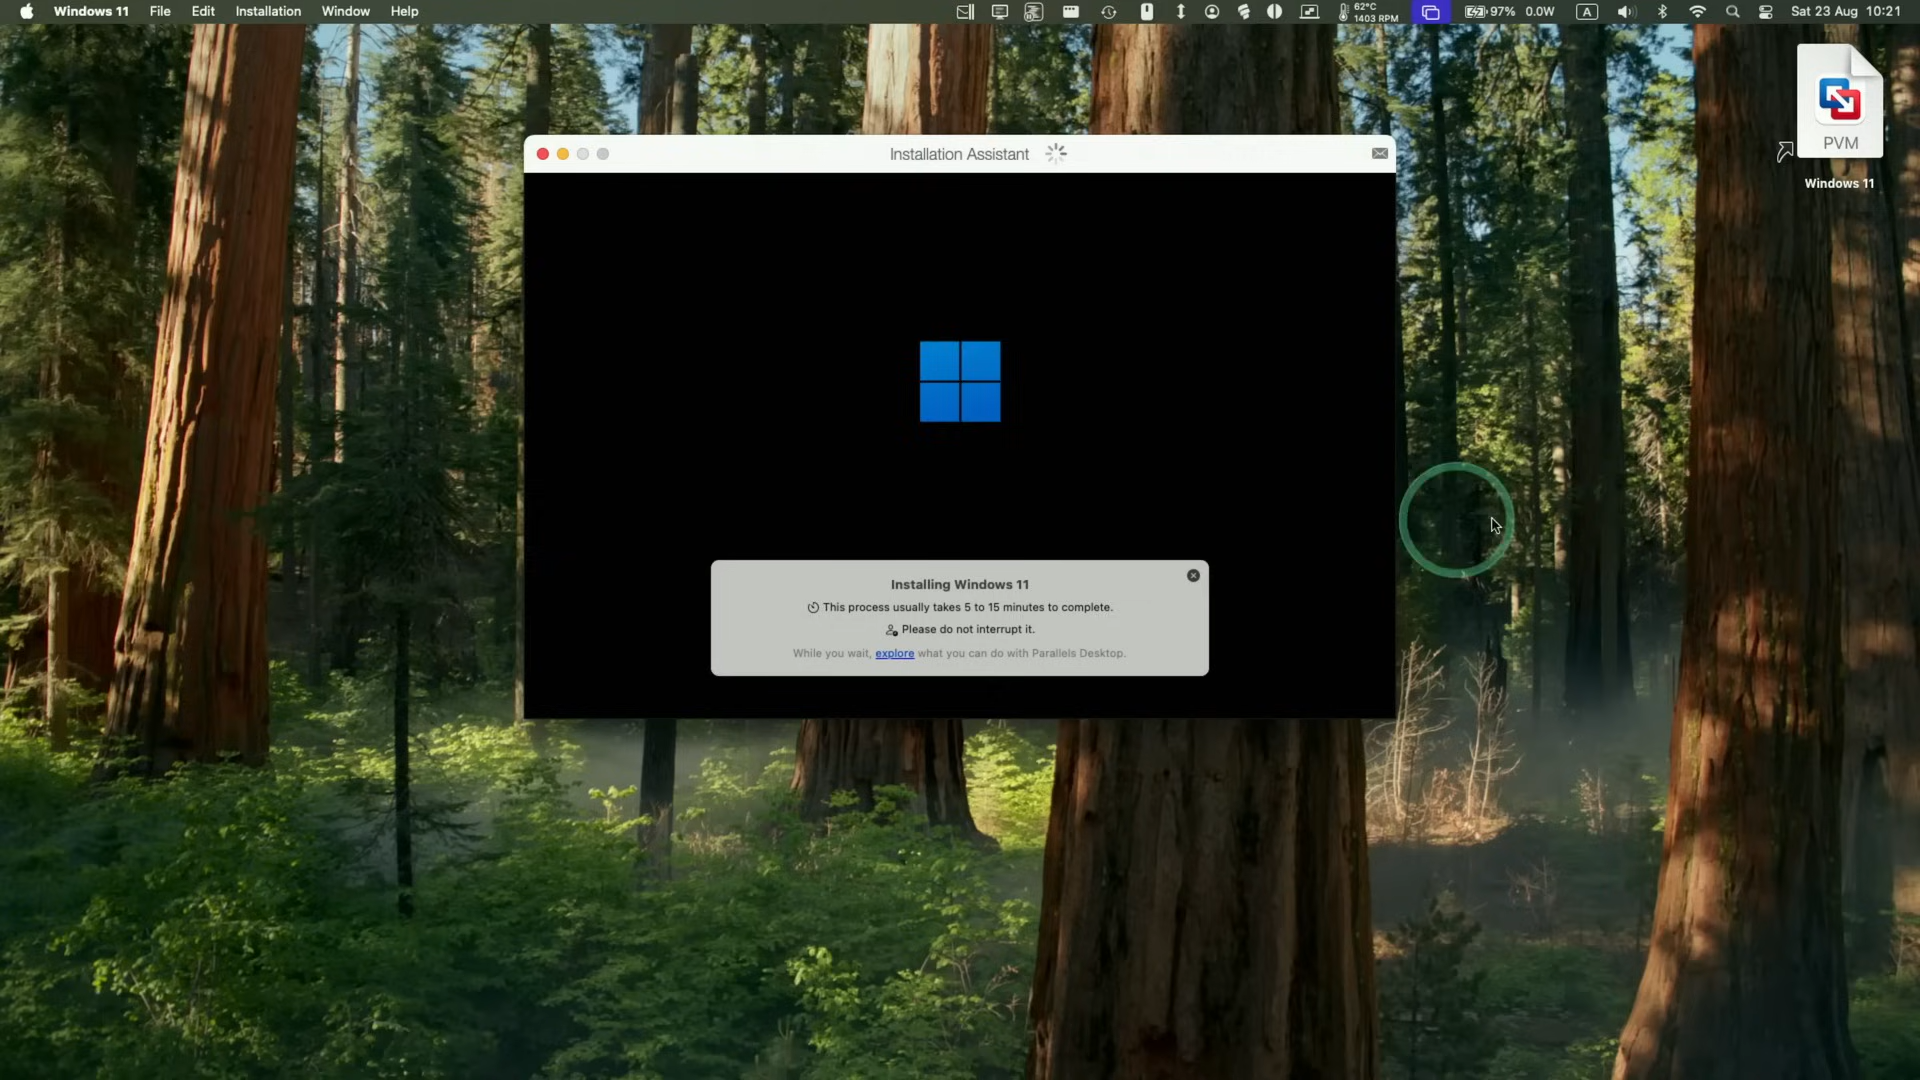 Windows 11 File Edit Installation Window Help
62°C
1403 RPM
97% 0.0W A Sat 23 Aug 10:21
Installation Assistant
PVM
Windows 11
Installing Windows 11
This process usually takes 5 to 15 minutes to complete.
Please do not interrupt it.
While you wait, explore what you can do with Parallels Desktop.